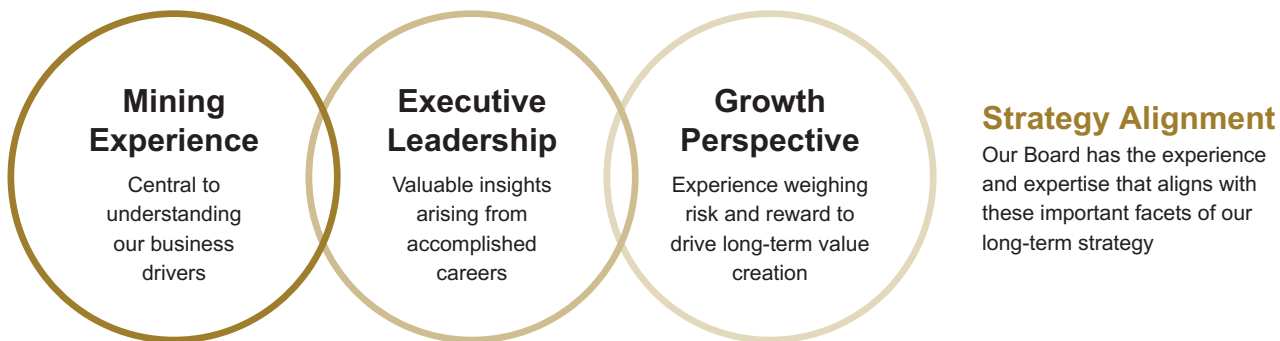 Mining
Experience
Central to
understanding
our business
drivers
Executive
Leadership
Valuable insights
arising from
accomplished
careers
Growth
Perspective
Experience weighing
risk and reward to
drive long-term value
creation
Strategy Alignment
Our Board has the experience
and expertise that aligns with
these important facets of our
long-term strategy